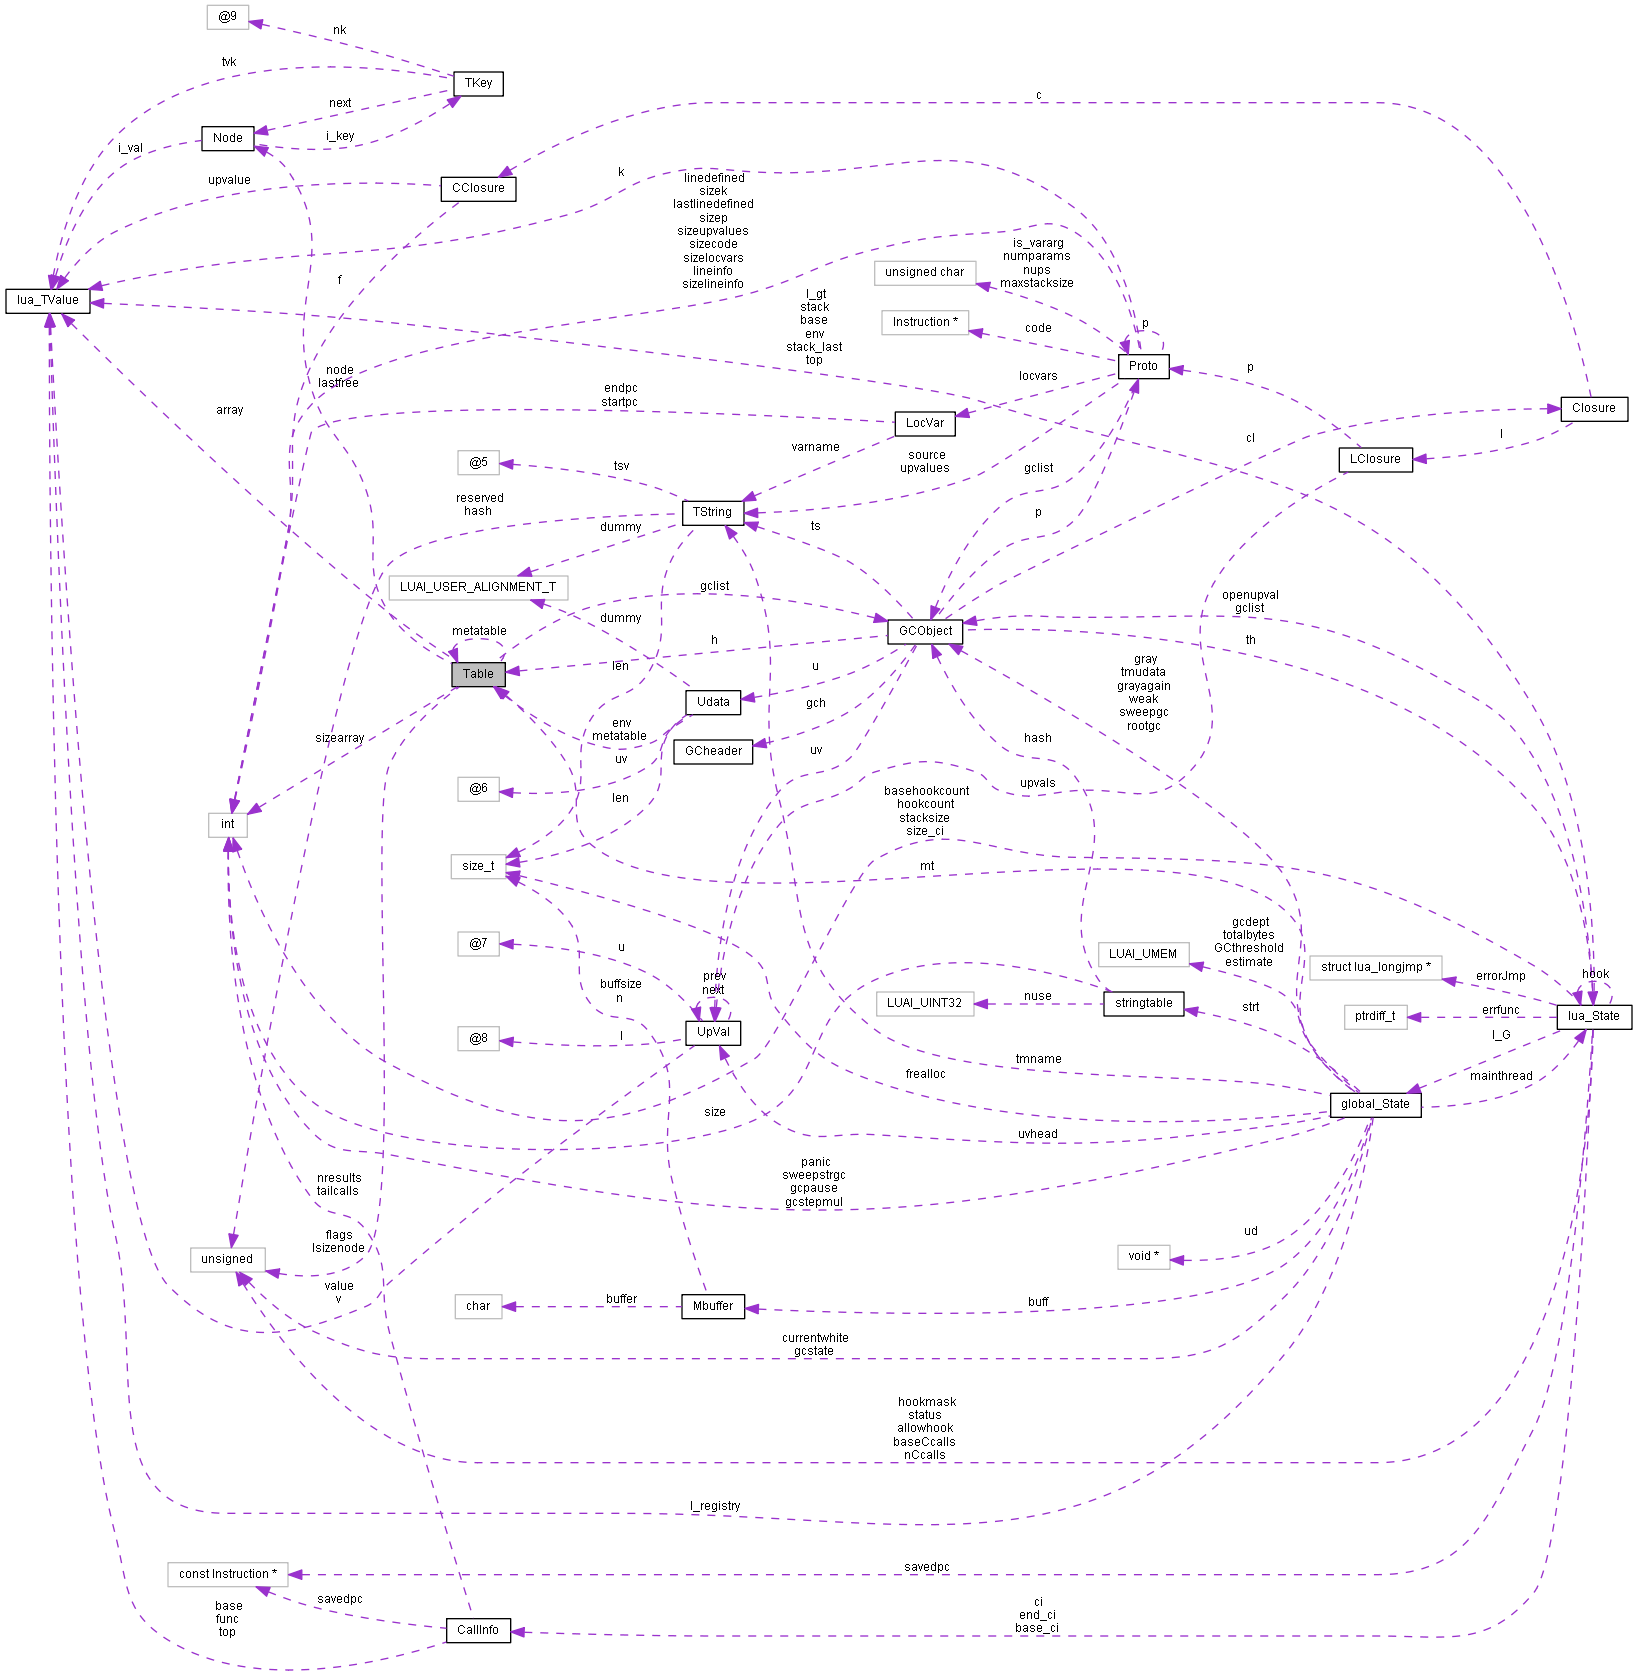 @9
nk
tvk
TKey
next
Node
i_key
i_val
c
upvalue
CClosure
k
linedefined
sizek
lastlinedefined
sizep
sizeupvalues
sizecode
sizelocvars
lineinfo
sizelineinfo
is_vararg
numparams
nups
maxstacksize
unsigned char
f
lua_TValue
l_gt
stack
base
env
stack_last
top
Instruction *
code
p
Proto
p
node
lastfree
locvars
array
endpc
startpc
Closure
LocVar
cl
l
varname
source
upvalues
LClosure
@5
tsv
gclist
reserved
hash
TString
ts
p
dummy
LUAI_USER_ALIGNMENT_T
gclist
openupval
gclist
dummy
metatable
GCObject
h
th
Table
len
u
gray
tmudata
grayagain
weak
sweepgc
rootgc
Udata
gch
env
metatable
sizearray
GCheader
uv
uv
hash
@6
upvals
len
basehookcount
hookcount
stacksize
size_ci
int
size_t
mt
gcdept
totalbytes
GCthreshold
estimate
@7
u
LUAI_UMEM
struct lua_longjmp *
errorJmp
hook
prev
next
buffsize
n
LUAI_UINT32
nuse
stringtable
strt
ptrdiff_t
errfunc
lua_State
@8
l
UpVal
l_G
tmname
frealloc
mainthread
global_State
size
uvhead
panic
sweepstrgc
gcpause
gcstepmul
nresults
tailcalls
flags
lsizenode
unsigned
void *
ud
value
v
char
buffer
Mbuffer
buff
currentwhite
gcstate
hookmask
status
allowhook
baseCcalls
nCcalls
l_registry
const Instruction *
savedpc
savedpc
base
func
top
CallInfo
ci
end_ci
base_ci